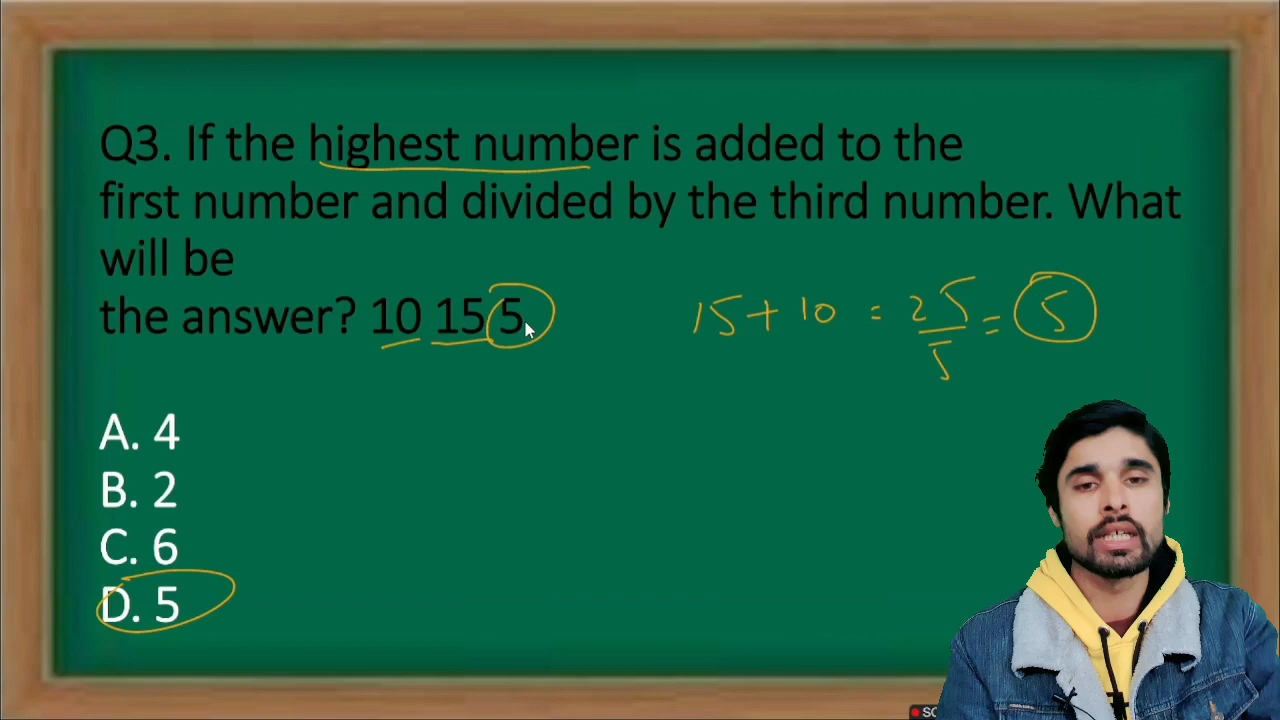 Q3. If the highest number is added to the
first number and divided by the third number. What
will be
the answer? 10 15 5
15 + 10 = 25/5 = 5
A. 4
B. 2
C. 6
D. 5